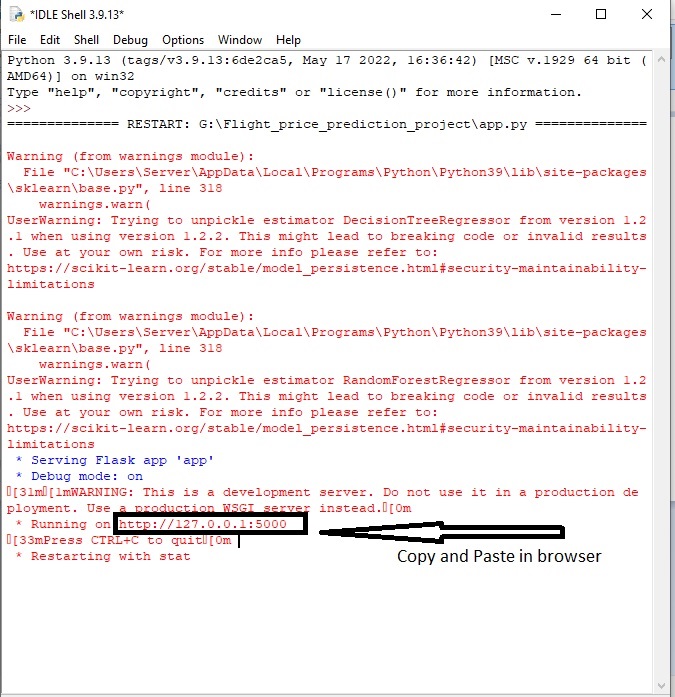 *IDLE Shell 3.9.13*
File Edit Shell Debug Options Window Help
Python 3.9.13 (tags/v3.9.13:6de2ca5, May 17 2022, 16:36:42) [MSC v.1929 64 bit (
AMD64)] on win32
Type "help", "copyright", "credits" or "license()" for more information.
>>>
============== RESTART: G:\Flight_price_prediction_project\app.py ==============
Warning (from warnings module):
File "C:\Users\Server\AppData\Local\Programs\Python\Python39\lib\site-packages
\sklearn\base.py", line 318
warnings.warn(
UserWarning: Trying to unpickle estimator DecisionTreeRegressor from version 1.2
.1 when using version 1.2.2. This might lead to breaking code or invalid results
. Use at your own risk. For more info please refer to:
https://scikit-learn.org/stable/model_persistence.html#security-maintainability-
limitations
Warning (from warnings module):
File "C:\Users\Server\AppData\Local\Programs\Python\Python39\lib\site-packages
\sklearn\base.py", line 318
warnings.warn(
UserWarning: Trying to unpickle estimator RandomForestRegressor from version 1.2
.1 when using version 1.2.2. This might lead to breaking code or invalid results
. Use at your own risk. For more info please refer to:
https://scikit-learn.org/stable/model_persistence.html#security-maintainability-
limitations
* Serving Flask app 'app'
* Debug mode: on
[31m[1mWARNING: This is a development server. Do not use it in a production de
ployment. Use a production WSGI server instead.[0m
* Running on http://127.0.0.1:5000
[33mPress CTRL+C to quit[0m
* Restarting with stat
Copy and Paste in browser